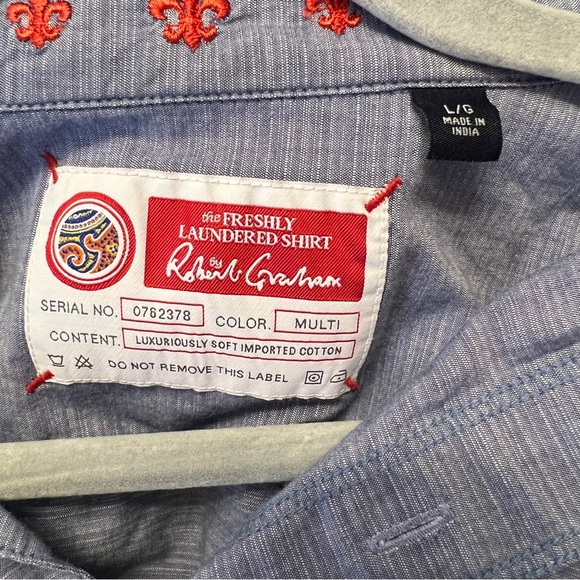 the FRESHLY
LAUNDERED SHIRT
by
Robert Graham
SERIAL NO. 0762378 COLOR. MULTI
CONTENT. LUXURIOUSLY SOFT IMPORTED COTTON
DO NOT REMOVE THIS LABEL
L/G
MADE IN
INDIA